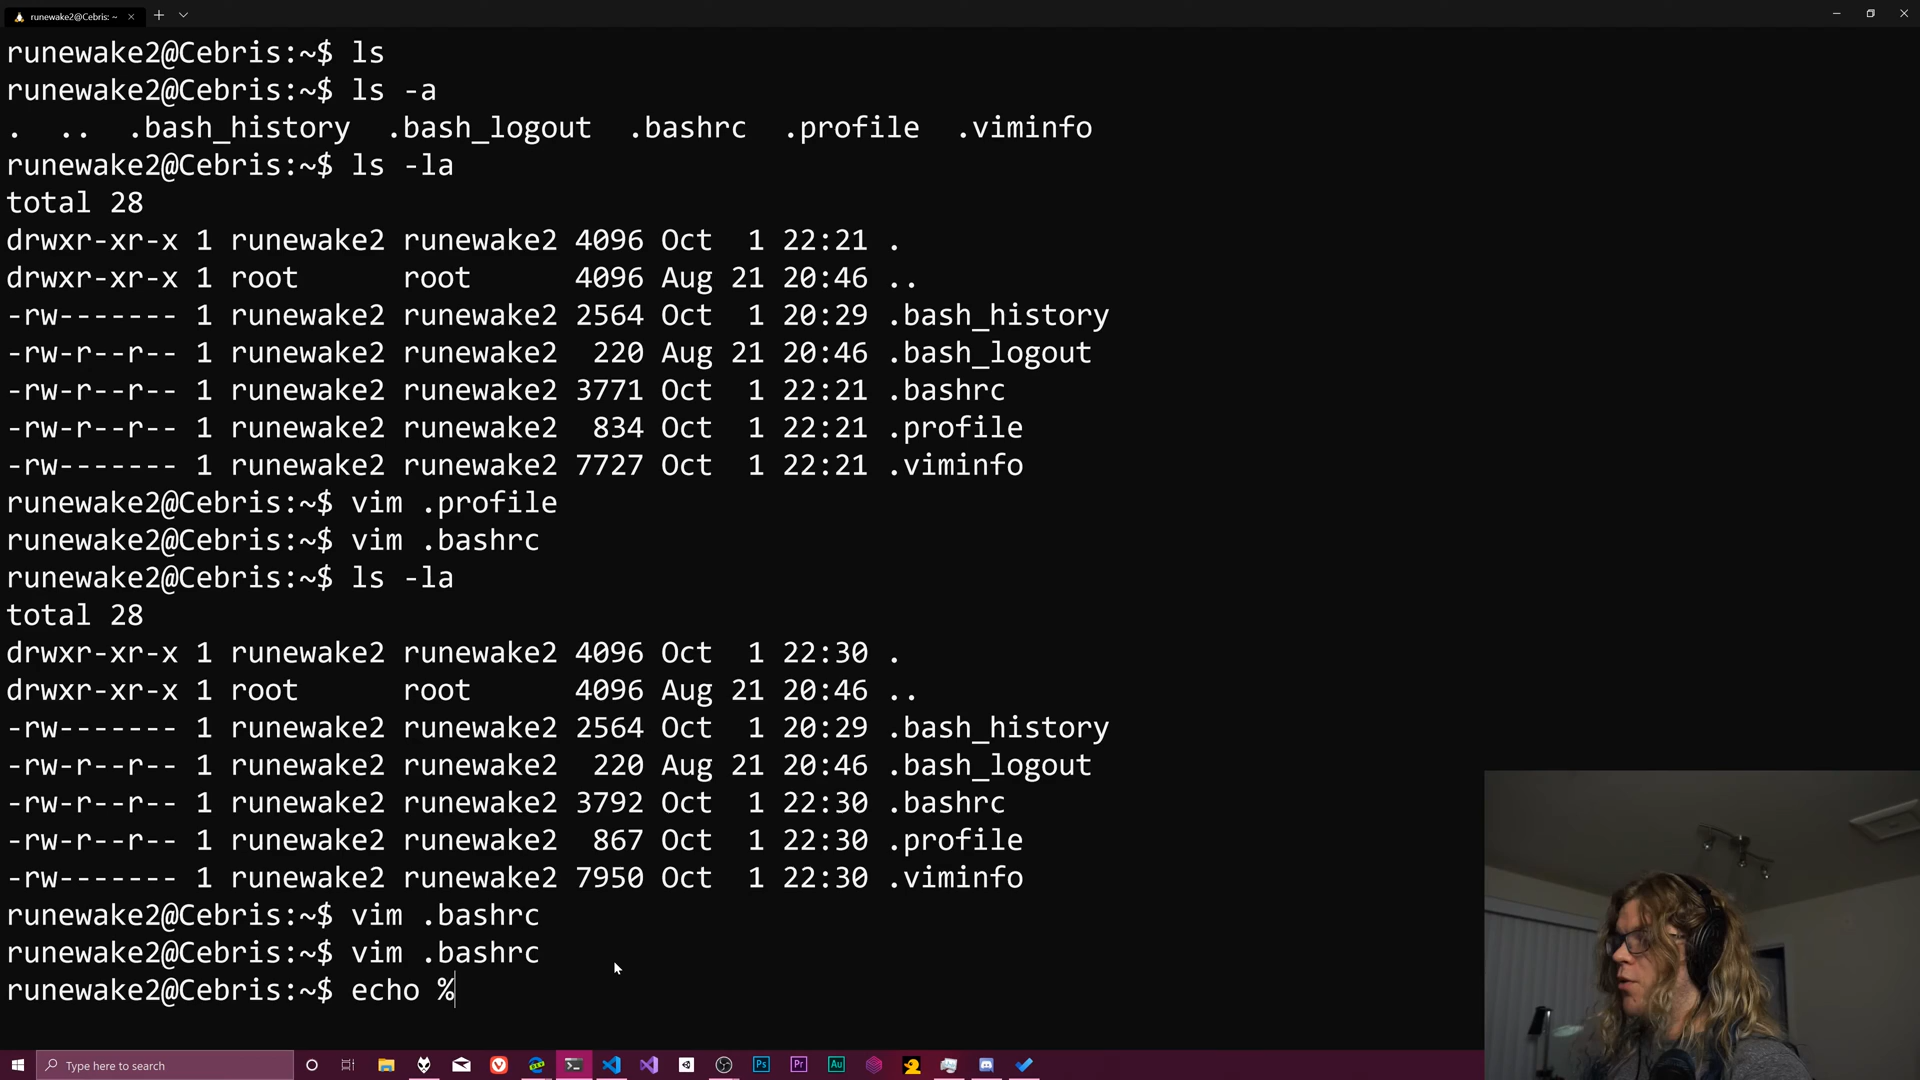 runewake2@Cebris: ~
runewake2@Cebris:~$ ls
runewake2@Cebris:~$ ls -a
.  ..  .bash_history  .bash_logout  .bashrc  .profile  .viminfo
runewake2@Cebris:~$ ls -la
total 28
drwxr-xr-x 1 runewake2 runewake2 4096 Oct  1 22:21 .
drwxr-xr-x 1 root      root      4096 Aug 21 20:46 ..
-rw------- 1 runewake2 runewake2 2564 Oct  1 20:29 .bash_history
-rw-r--r-- 1 runewake2 runewake2  220 Aug 21 20:46 .bash_logout
-rw-r--r-- 1 runewake2 runewake2 3771 Oct  1 22:21 .bashrc
-rw-r--r-- 1 runewake2 runewake2  834 Oct  1 22:21 .profile
-rw------- 1 runewake2 runewake2 7727 Oct  1 22:21 .viminfo
runewake2@Cebris:~$ vim .profile
runewake2@Cebris:~$ vim .bashrc
runewake2@Cebris:~$ ls -la
total 28
drwxr-xr-x 1 runewake2 runewake2 4096 Oct  1 22:30 .
drwxr-xr-x 1 root      root      4096 Aug 21 20:46 ..
-rw------- 1 runewake2 runewake2 2564 Oct  1 20:29 .bash_history
-rw-r--r-- 1 runewake2 runewake2  220 Aug 21 20:46 .bash_logout
-rw-r--r-- 1 runewake2 runewake2 3792 Oct  1 22:30 .bashrc
-rw-r--r-- 1 runewake2 runewake2  867 Oct  1 22:30 .profile
-rw------- 1 runewake2 runewake2 7950 Oct  1 22:30 .viminfo
runewake2@Cebris:~$ vim .bashrc
runewake2@Cebris:~$ vim .bashrc
runewake2@Cebris:~$ echo %
Type here to search
Ps
Pr
Au